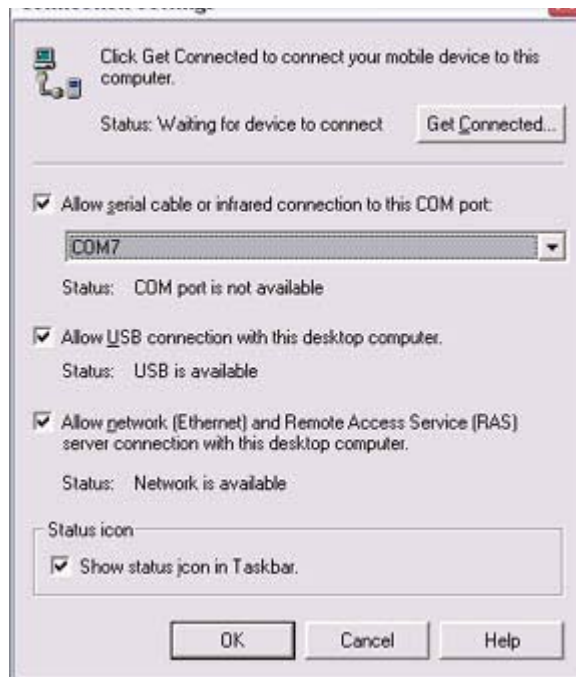 Click Get Connected to connect your mobile device to this
computer.
Status: Waiting for device to connect
Get Connected...
Allow serial cable or infrared connection to this COM port:
COM7
Status: COM port is not available
Allow USB connection with this desktop computer.
Status: USB is available
Allow network (Ethernet) and Remote Access Service (RAS)
server connection with this desktop computer.
Status: Network is available
Status icon
Show status icon in Taskbar.
OK Cancel Help